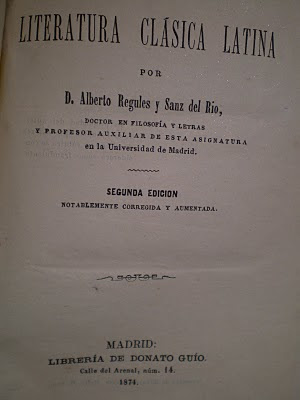 LITERATURA CLÁSICA LATINA
POR
D. Alberto Regules y Sanz del Rio,
DOCTOR EN FILOSOFÍA Y LETRAS
Y PROFESOR AUXILIAR DE ESTA ASIGNATURA
en la Universidad de Madrid.
SEGUNDA EDICION
NOTABLEMENTE CORREGIDA Y AUMENTADA.
MADRID:
LIBRERÍA DE DONATO GUÍO.
Calle del Arenal, núm. 14.
1874.